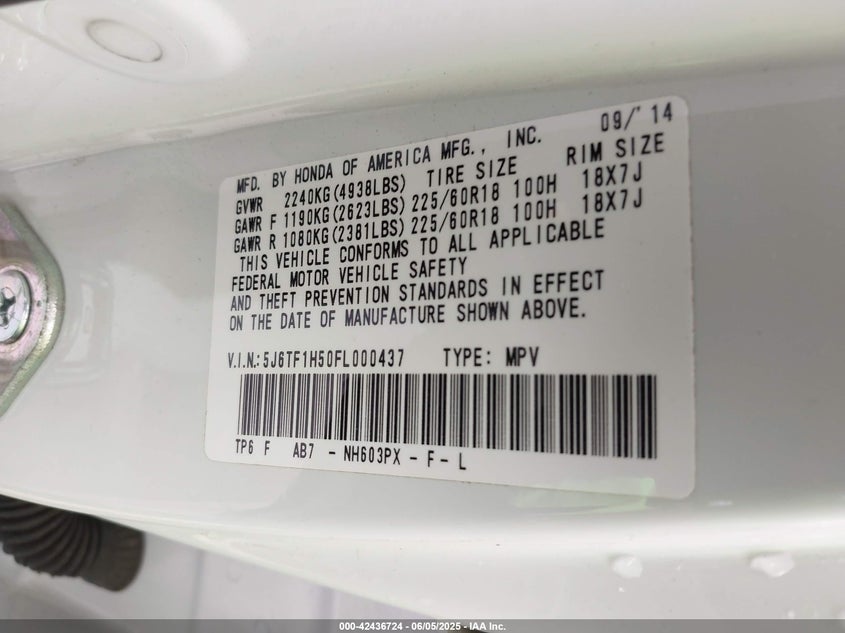 09/'14
MFD. BY HONDA OF AMERICA MFG., INC.
GVWR 2240KG(4938LBS) TIRE SIZE RIM SIZE
GAWR F 1190KG(2623LBS) 225/60R18 100H 18X7J
GAWR R 1080KG(2381LBS) 225/60R18 100H 18X7J
THIS VEHICLE CONFORMS TO ALL APPLICABLE
FEDERAL MOTOR VEHICLE SAFETY
AND THEFT PREVENTION STANDARDS IN EFFECT
ON THE DATE OF MANUFACTURE SHOWN ABOVE.
V.I.N.: 5J6TF1H50FL000437 TYPE: MPV
TP6 F AB7 - NH603PX - F - L
000-42436724 - 06/05/2025 - IAA Inc.